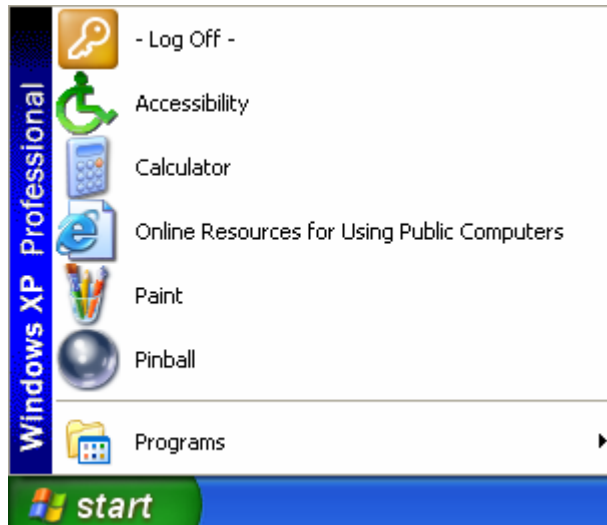 - Log Off -
Accessibility
Calculator
Online Resources for Using Public Computers
Paint
Pinball
Programs
Windows XP Professional
start